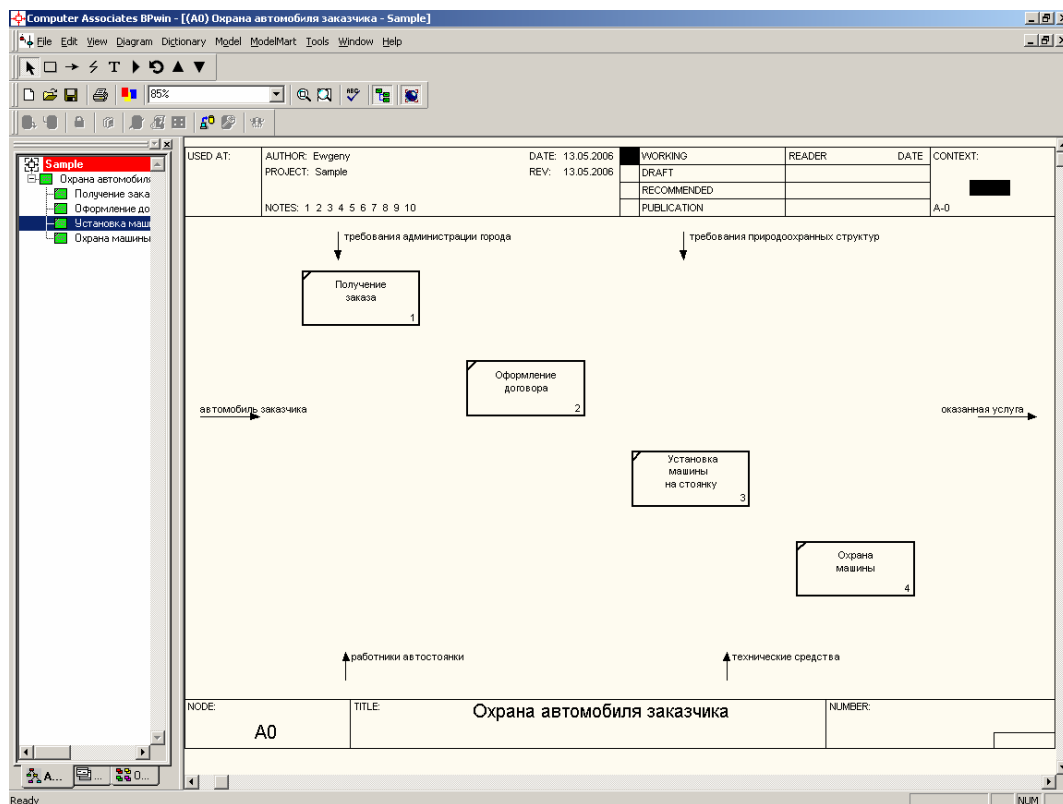 Computer Associates BPwin - [(A0) Охрана автомобиля заказчика - Sample]
File Edit View Diagram Dictionary Model ModelMart Tools Window Help
T
85%
ABC
Sample
Охрана автомобиля
Получение зака
Оформление до
Установка маши
Охрана машины
A... ... O...
USED AT:
AUTHOR: Ewgeny
DATE: 13.05.2006
PROJECT: Sample
REV: 13.05.2006
NOTES: 1 2 3 4 5 6 7 8 9 10
WORKING
DRAFT
RECOMMENDED
PUBLICATION
READER DATE
CONTEXT:
A-0
требования администрации города
требования природоохранных структур
Получение
заказа
1
Оформление
договора
2
автомобиль заказчика
оказанная услуга
Установка
машины
на стоянку
3
Охрана
машины
4
работники автостоянки
технические средства
NODE:
A0
TITLE:
Охрана автомобиля заказчика
NUMBER:
Ready
NUM